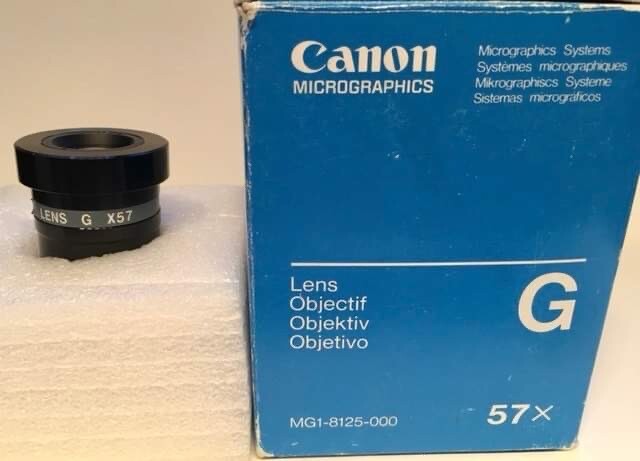 Canon
MICROGRAPHICS
Micrographics Systems
Systèmes micrographiques
Mikrographiscs Systeme
Sistemas micrográficos
LENS G X57
Lens
Objectif
Objektiv
Objetivo
G
MG1-8125-000
57×